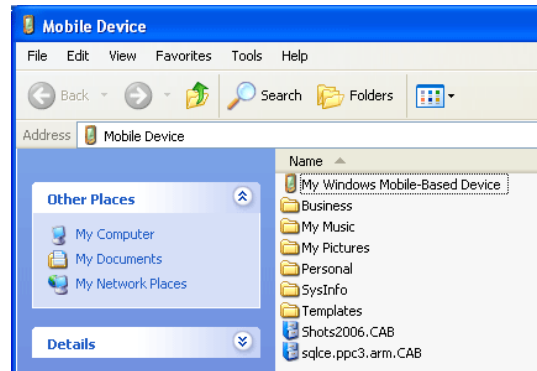 Mobile Device
File Edit View Favorites Tools Help
Back Search Folders
Address Mobile Device
Name
Other Places
My Computer
My Documents
My Network Places
Details
My Windows Mobile-Based Device
Business
My Music
My Pictures
Personal
SysInfo
Templates
Shots2006.CAB
sqlce.ppc3.arm.CAB